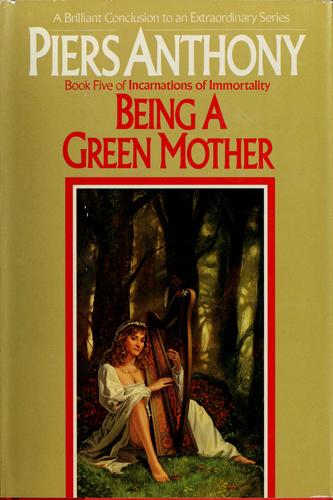 A Brilliant Conclusion to an Extraordinary Series
PIERS ANTHONY
Book Five of Incarnations of Immortality
BEING A
GREEN MOTHER